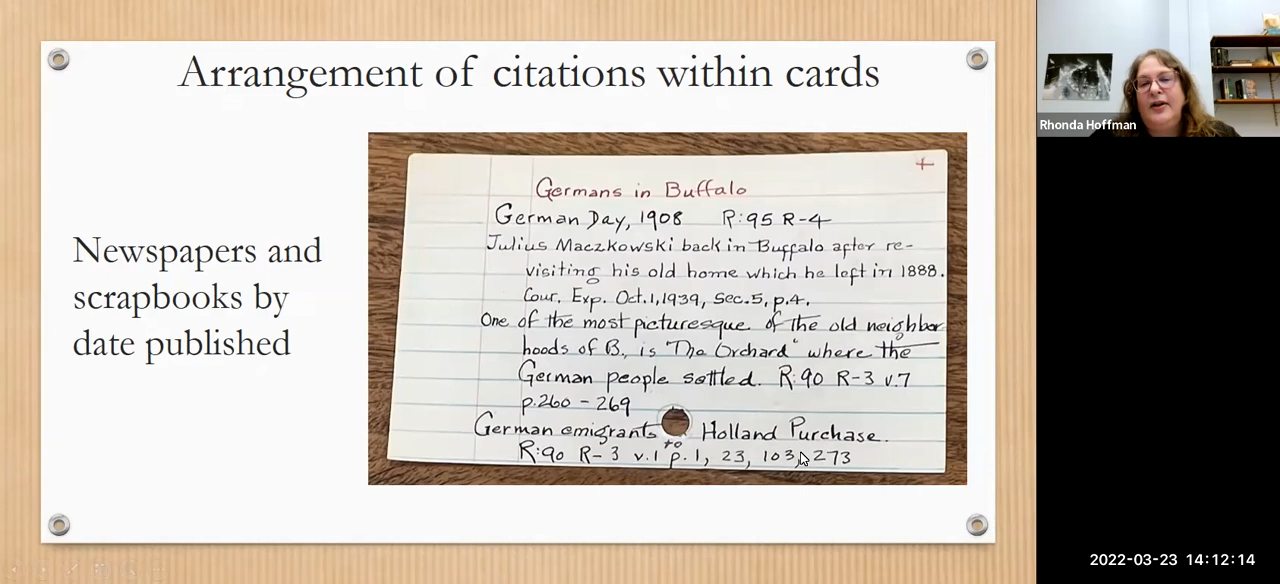 Arrangement of citations within cards
Newspapers and
scrapbooks by
date published
+
Germans in Buffalo
German Day, 1908 R:95 R-4
Julius Maczkowski back in Buffalo after re-
visiting his old home which he left in 1888.
Cour. Exp. Oct.1,1939, Sec.5, p.4.
One of the most picturesque of the old neighbor
hoods of B. is "The Orchard" where the
German people settled. R:90 R-3 v.7
p.260 - 269
German emigrants to Holland Purchase.
R:90 R-3 v.1 p.1, 23, 103, 273
Rhonda Hoffman
2022-03-23 14:12:14